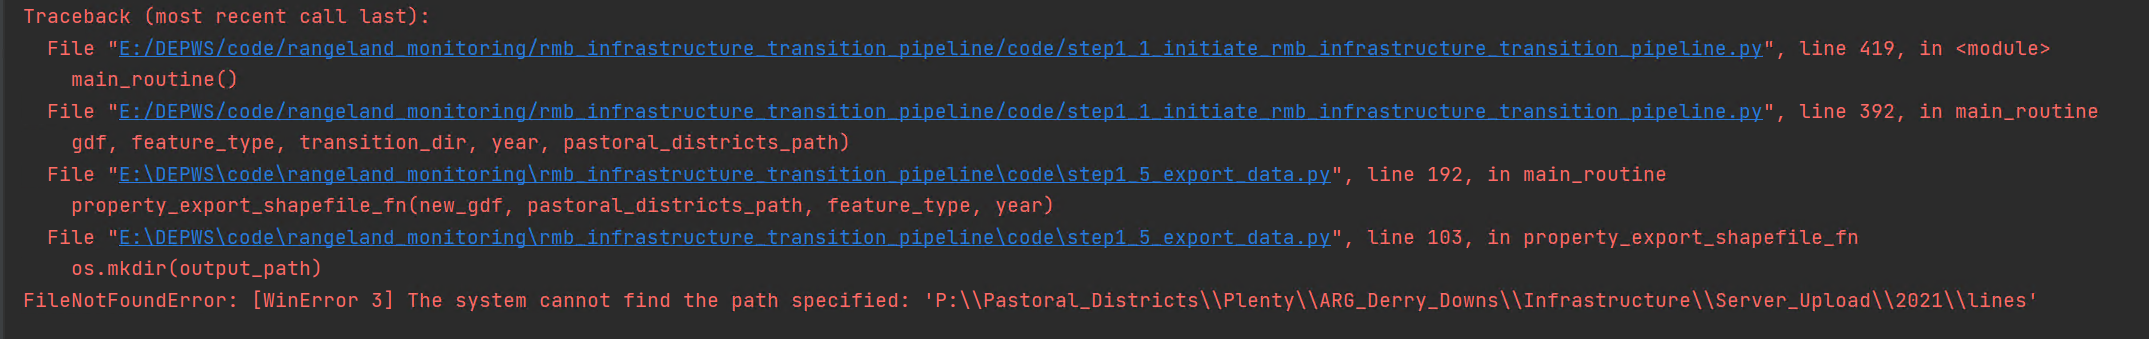 Traceback (most recent call last):
File "E:/DEPWS/code/rangeland_monitoring/rmb_infrastructure_transition_pipeline/code/step1_1_initiate_rmb_infrastructure_transition_pipeline.py", line 419, in <module>
main_routine()
File "E:/DEPWS/code/rangeland_monitoring/rmb_infrastructure_transition_pipeline/code/step1_1_initiate_rmb_infrastructure_transition_pipeline.py", line 392, in main_routine
gdf, feature_type, transition_dir, year, pastoral_districts_path)
File "E:\DEPWS\code\rangeland_monitoring\rmb_infrastructure_transition_pipeline\code\step1_5_export_data.py", line 192, in main_routine
property_export_shapefile_fn(new_gdf, pastoral_districts_path, feature_type, year)
File "E:\DEPWS\code\rangeland_monitoring\rmb_infrastructure_transition_pipeline\code\step1_5_export_data.py", line 103, in property_export_shapefile_fn
os.mkdir(output_path)
FileNotFoundError: [WinError 3] The system cannot find the path specified: 'P:\\Pastoral_Districts\\Plenty\\ARG_Derry_Downs\\Infrastructure\\Server_Upload\\2021\\lines'